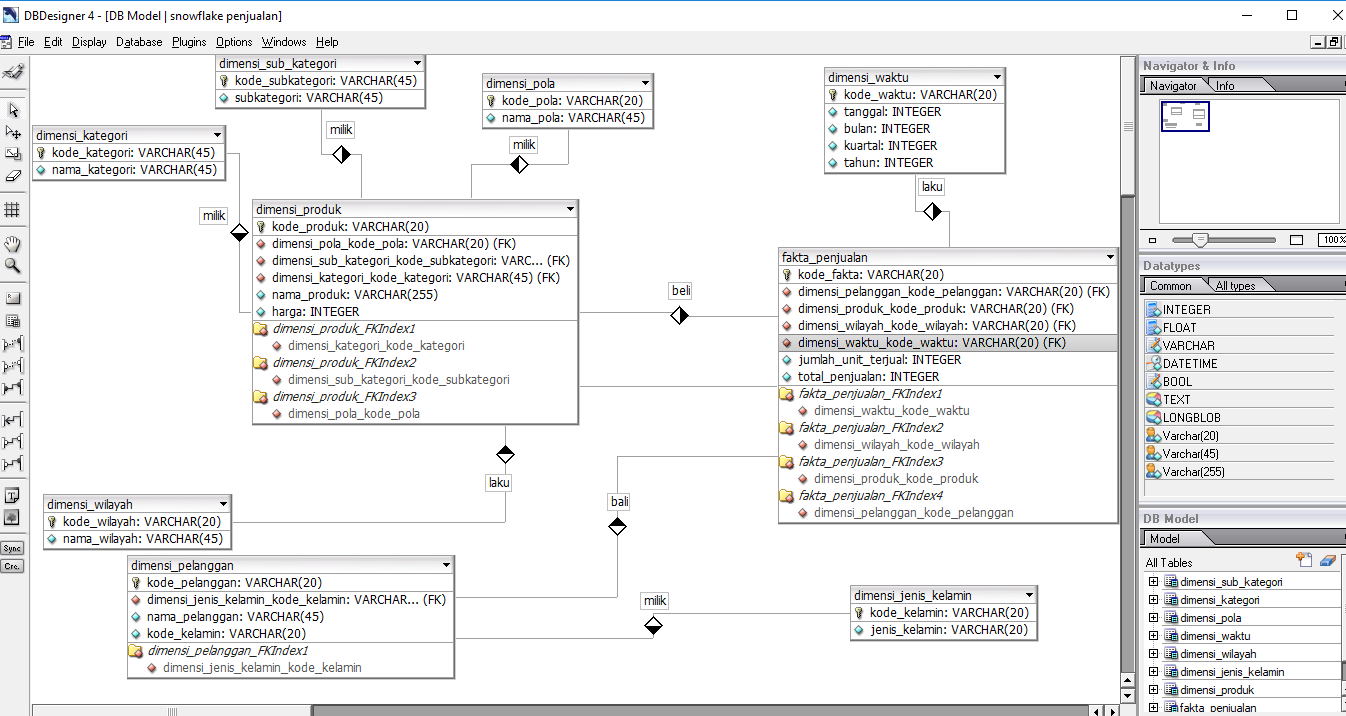 DBDesigner 4 - [DB Model | snowflake penjualan]
File Edit Display Database Plugins Options Windows Help
dimensi_sub_kategori
kode_subkategori: VARCHAR(45)
subkategori: VARCHAR(45)
dimensi_pola
kode_pola: VARCHAR(20)
nama_pola: VARCHAR(45)
dimensi_waktu
kode_waktu: VARCHAR(20)
tanggal: INTEGER
bulan: INTEGER
kuartal: INTEGER
tahun: INTEGER
dimensi_kategori
kode_kategori: VARCHAR(45)
nama_kategori: VARCHAR(45)
milik
milik
milik
laku
dimensi_produk
kode_produk: VARCHAR(20)
dimensi_pola_kode_pola: VARCHAR(20) (FK)
dimensi_sub_kategori_kode_subkategori: VARC... (FK)
dimensi_kategori_kode_kategori: VARCHAR(45) (FK)
nama_produk: VARCHAR(255)
harga: INTEGER
dimensi_produk_FKIndex1
dimensi_kategori_kode_kategori
dimensi_produk_FKIndex2
dimensi_sub_kategori_kode_subkategori
dimensi_produk_FKIndex3
dimensi_pola_kode_pola
beli
fakta_penjualan
kode_fakta: VARCHAR(20)
dimensi_pelanggan_kode_pelanggan: VARCHAR(20) (FK)
dimensi_produk_kode_produk: VARCHAR(20) (FK)
dimensi_wilayah_kode_wilayah: VARCHAR(20) (FK)
dimensi_waktu_kode_waktu: VARCHAR(20) (FK)
jumlah_unit_terjual: INTEGER
total_penjualan: INTEGER
fakta_penjualan_FKIndex1
dimensi_waktu_kode_waktu
fakta_penjualan_FKIndex2
dimensi_wilayah_kode_wilayah
fakta_penjualan_FKIndex3
dimensi_produk_kode_produk
fakta_penjualan_FKIndex4
dimensi_pelanggan_kode_pelanggan
laku
bali
dimensi_wilayah
kode_wilayah: VARCHAR(20)
nama_wilayah: VARCHAR(45)
dimensi_pelanggan
kode_pelanggan: VARCHAR(20)
dimensi_jenis_kelamin_kode_kelamin: VARCHAR... (FK)
nama_pelanggan: VARCHAR(45)
kode_kelamin: VARCHAR(20)
dimensi_pelanggan_FKIndex1
dimensi_jenis_kelamin_kode_kelamin
milik
dimensi_jenis_kelamin
kode_kelamin: VARCHAR(20)
jenis_kelamin: VARCHAR(20)
Sync
Cre.
Navigator & Info
Navigator Info
100%
Datatypes
Common All types
INTEGER
FLOAT
VARCHAR
DATETIME
BOOL
TEXT
LONGBLOB
Varchar(20)
Varchar(45)
Varchar(255)
DB Model
Model
All Tables
dimensi_sub_kategori
dimensi_kategori
dimensi_pola
dimensi_waktu
dimensi_wilayah
dimensi_jenis_kelamin
dimensi_produk
fakta_penjualan